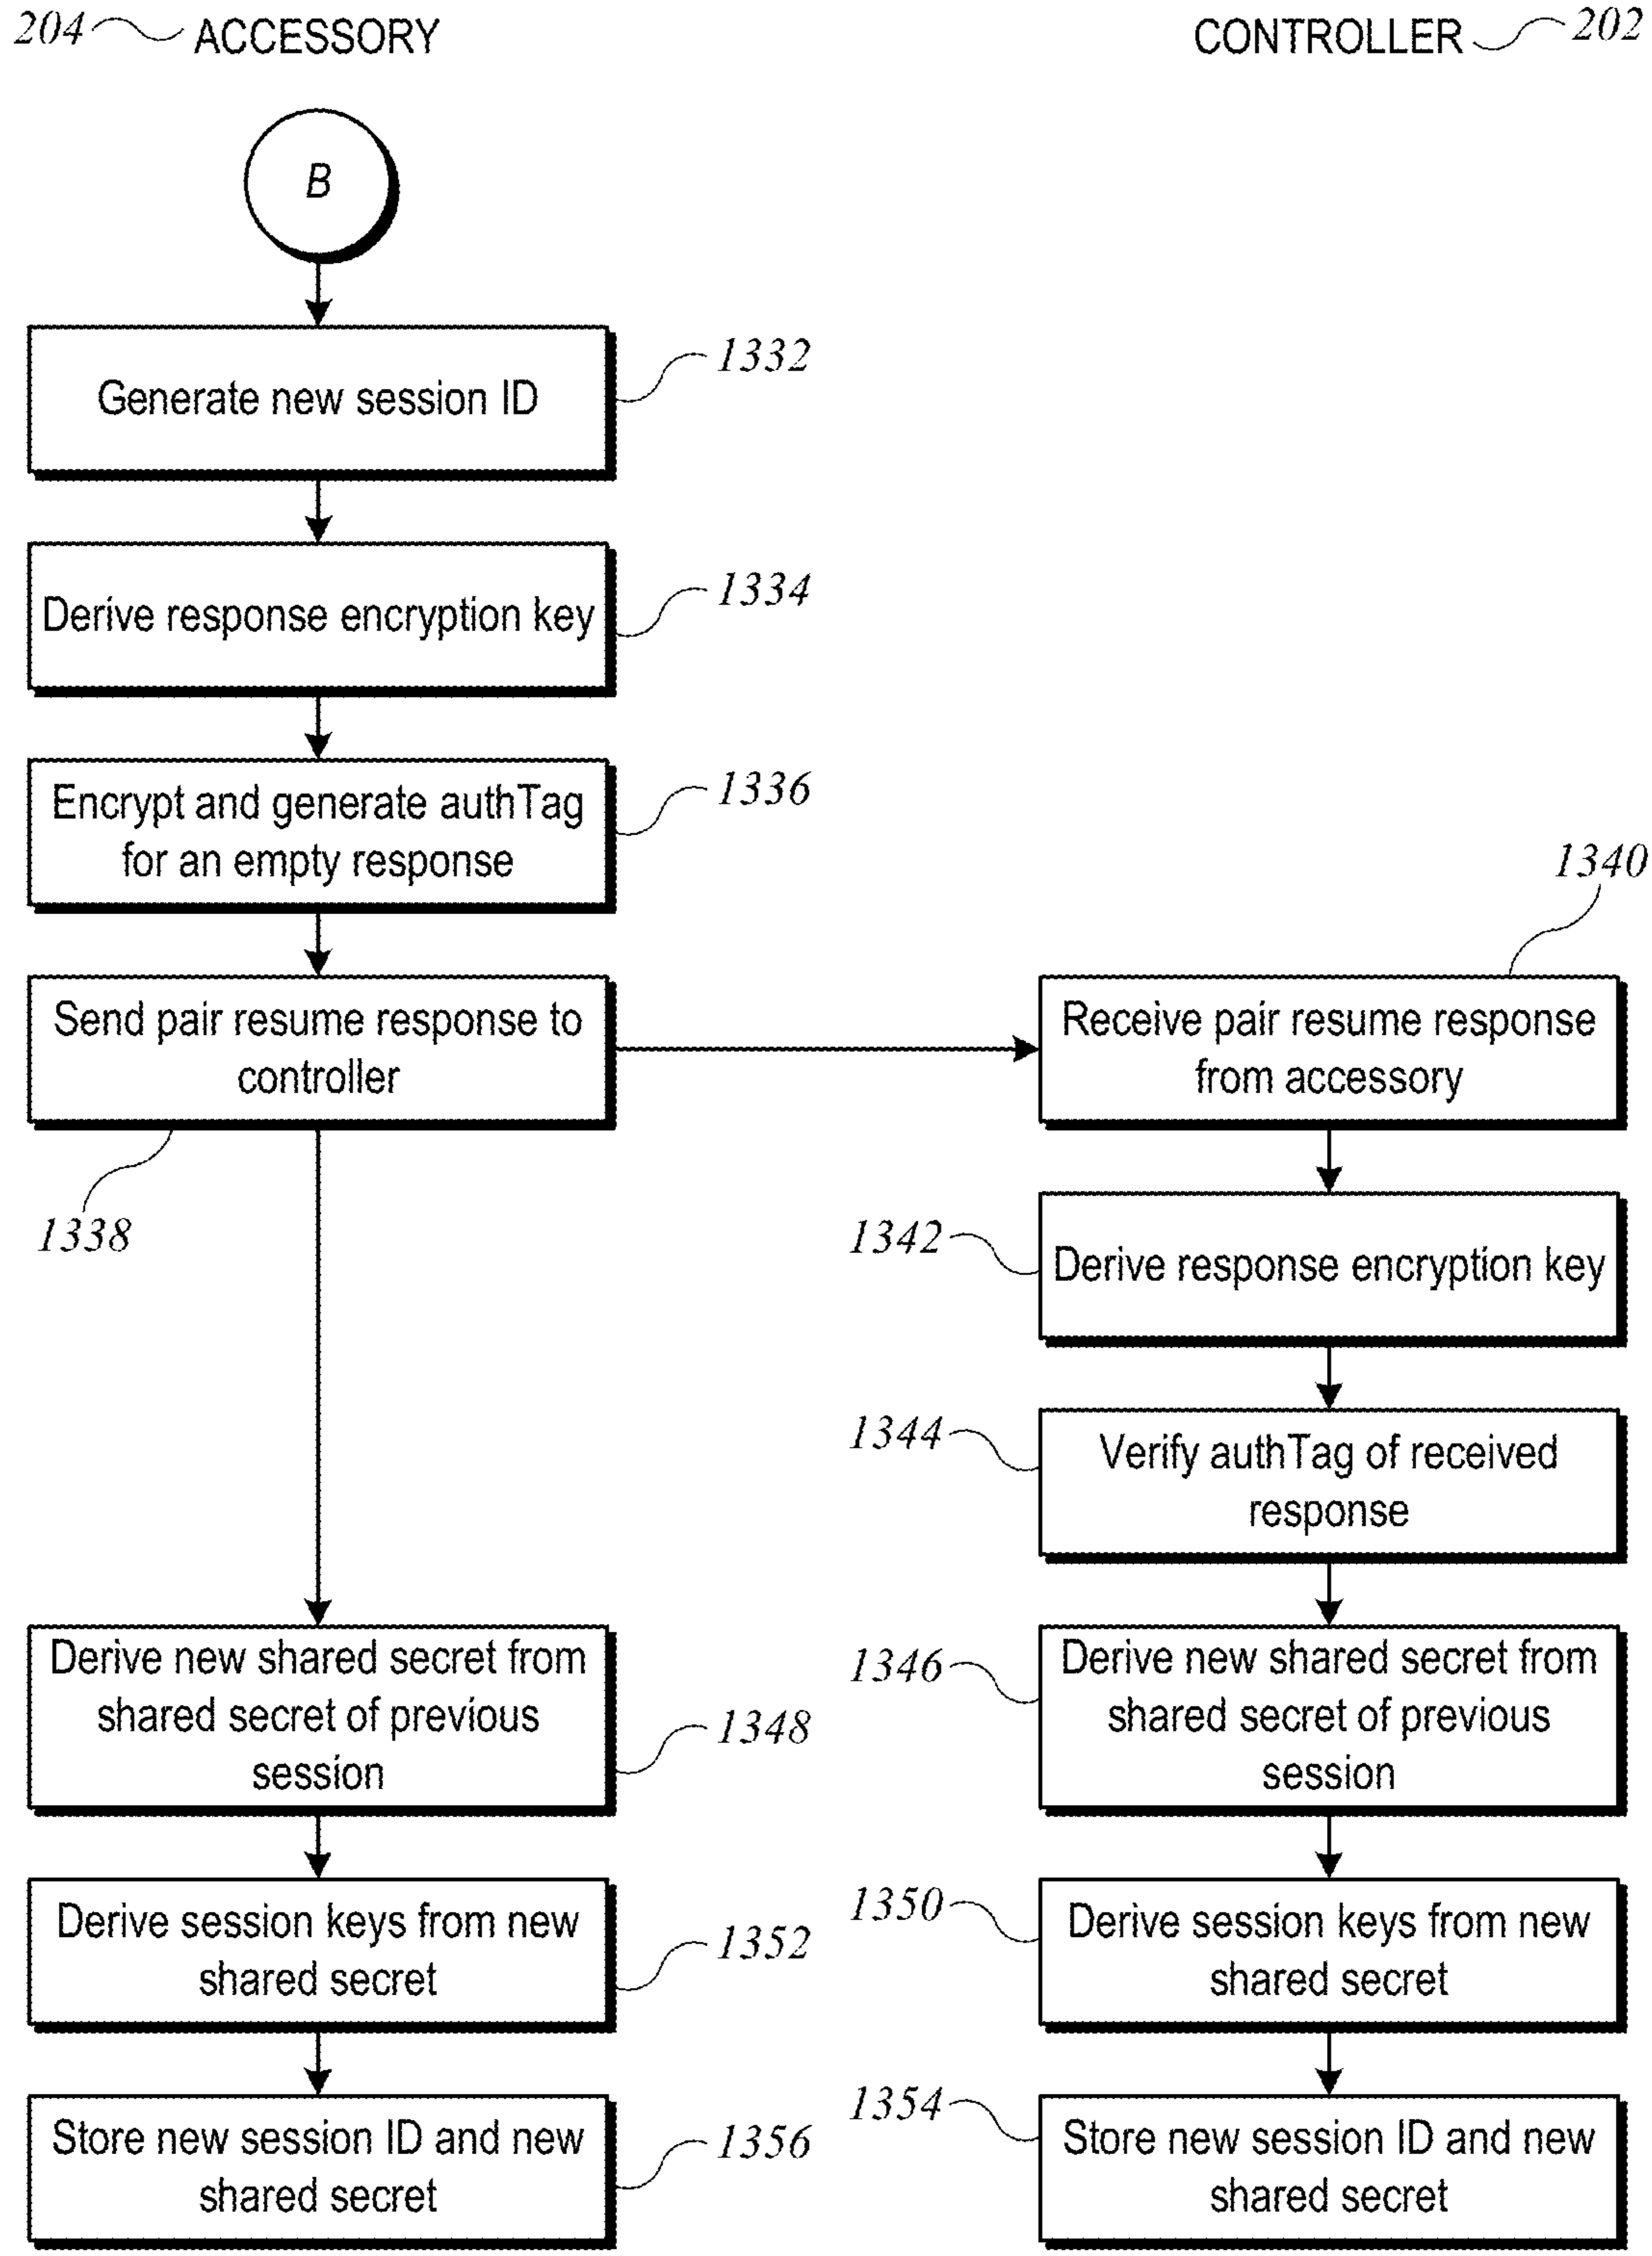 204 ACCESSORY
CONTROLLER 202
B
Generate new session ID
1332
Derive response encryption key
1334
Encrypt and generate authTag
for an empty response
1336
Send pair resume response to
controller
1338
1340
Receive pair resume response
from accessory
1342
Derive response encryption key
1344
Verify authTag of received
response
Derive new shared secret from
shared secret of previous
session
1348
1346
Derive new shared secret from
shared secret of previous
session
Derive session keys from new
shared secret
1352
1350
Derive session keys from new
shared secret
Store new session ID and new
shared secret
1356
1354
Store new session ID and new
shared secret